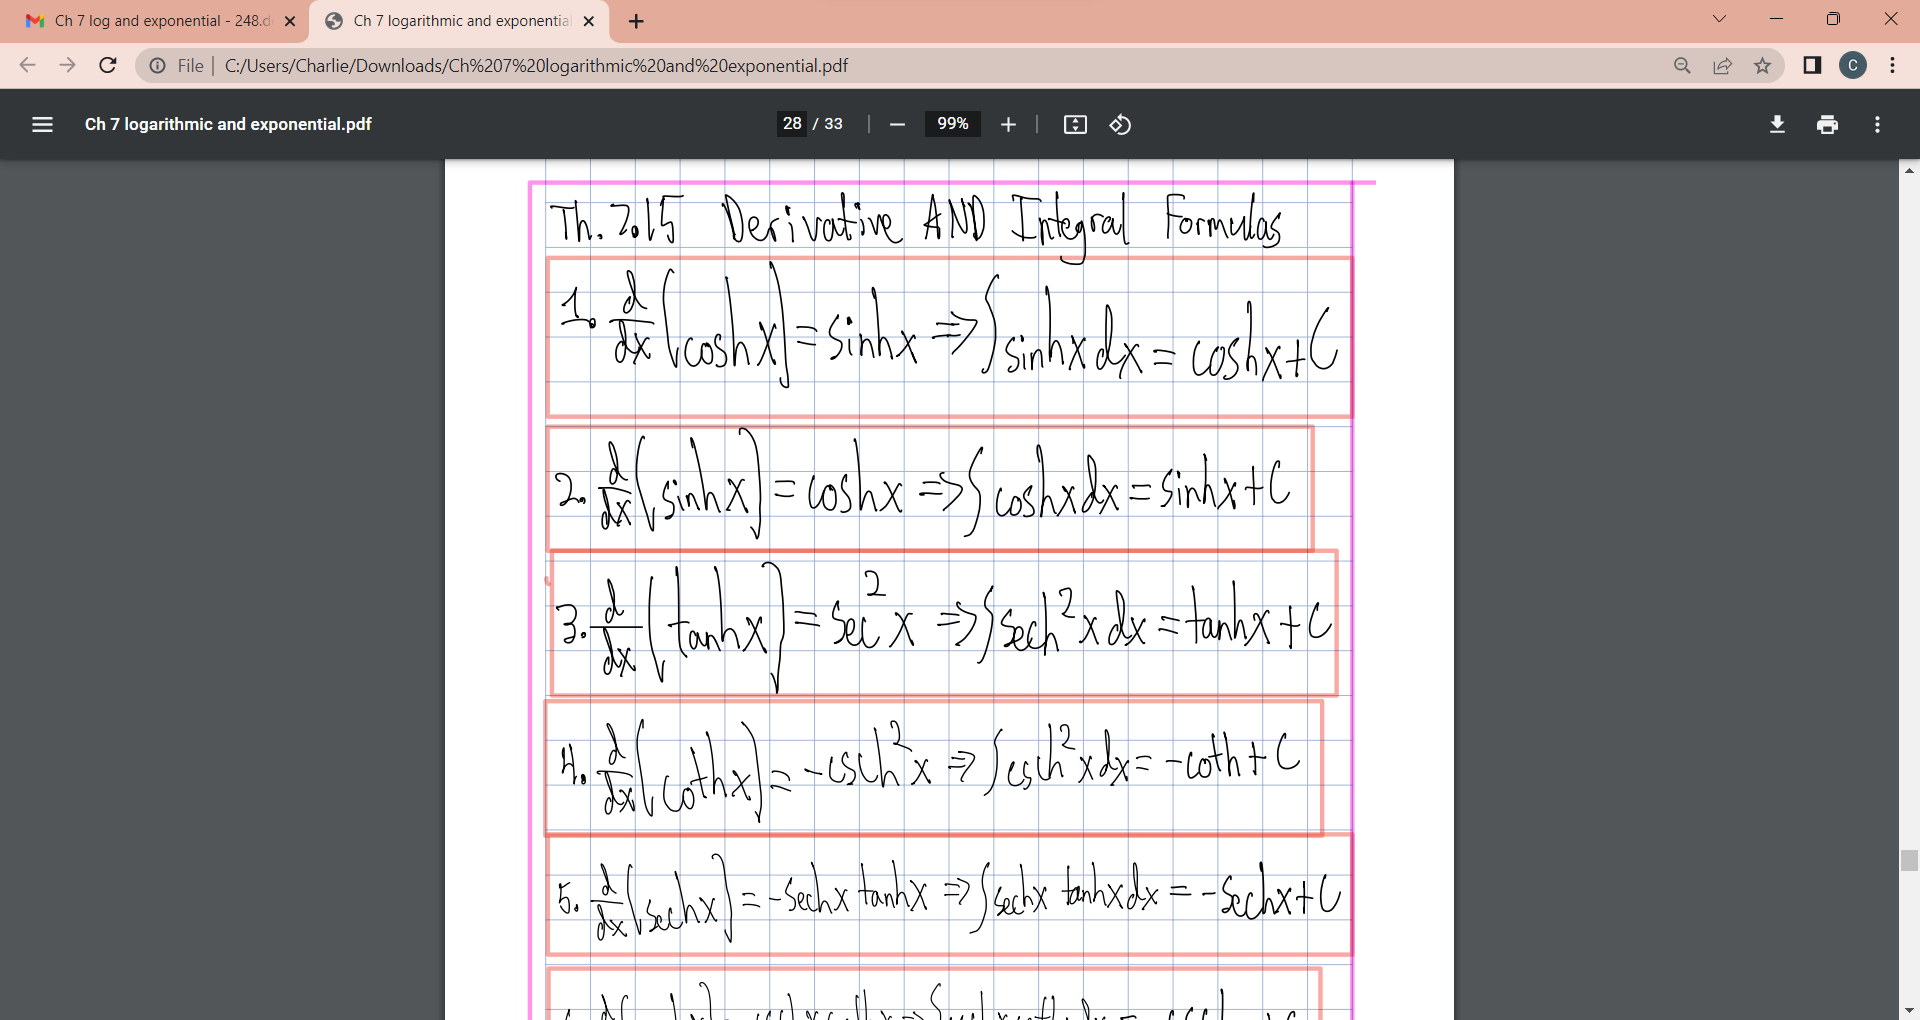 Ch 7 log and exponential - 248.d
Ch 7 logarithmic and exponentia
File | C:/Users/Charlie/Downloads/Ch%207%20logarithmic%20and%20exponential.pdf
C
Ch 7 logarithmic and exponential.pdf
28 / 33
99%
Th. 7.15 Derivative AND Integral Formulas
1. d/dx (cosh x) = sinh x ⇒ ∫ sinh x dx = cosh x + C
2. d/dx (sinh x) = cosh x ⇒ ∫ cosh x dx = sinh x + C
3. d/dx (tanh x) = sec² x ⇒ ∫ sech² x dx = tanh x + C
4. d/dx (coth x) = -csch² x ⇒ ∫ csch² x dx = -coth + C
5. d/dx (sech x) = -sech x tanh x ⇒ ∫ sech x tanh x dx = -sech x + C